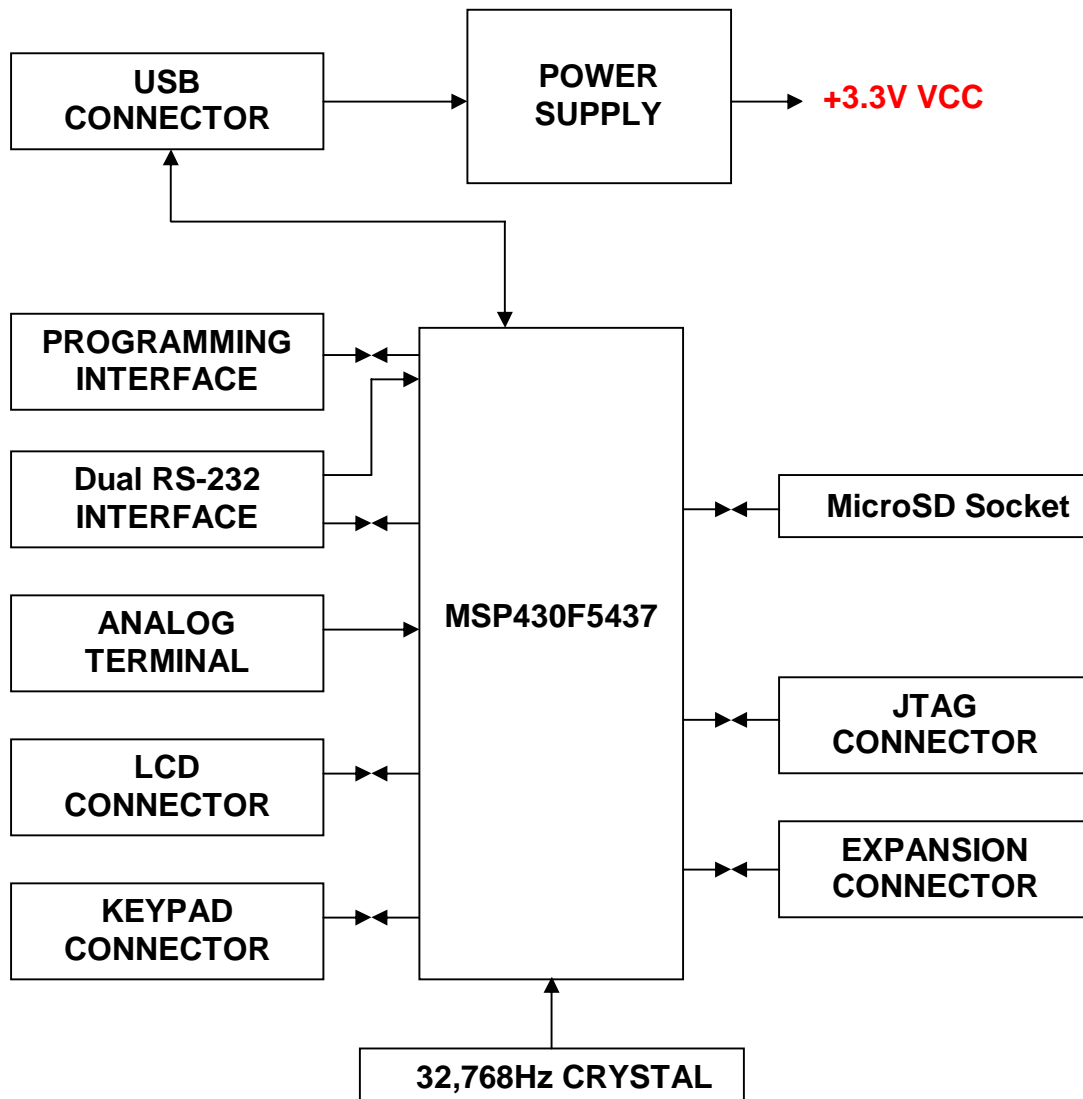 USB
CONNECTOR
POWER
SUPPLY
+3.3V VCC
PROGRAMMING
INTERFACE
Dual RS-232
INTERFACE
ANALOG
TERMINAL
LCD
CONNECTOR
KEYPAD
CONNECTOR
MSP430F5437
MicroSD Socket
JTAG
CONNECTOR
EXPANSION
CONNECTOR
32,768Hz CRYSTAL